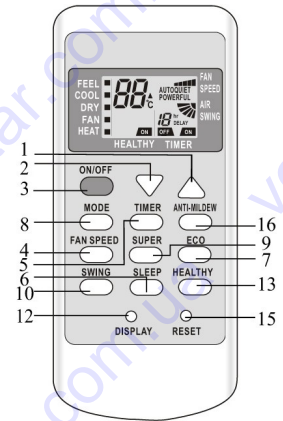 FEEL
COOL
DRY
FAN
HEAT
88
°C
AUTOQUIET
POWERFUL
18 hr
DELAY
ON
OFF
ON
FAN
SPEED
AIR
SWING
HEALTHY TIMER
1
2
ON/OFF
3
MODE TIMER ANTI-MILDEW
8
16
FAN SPEED SUPER ECO
4
9
5
7
6
SWING SLEEP HEALTHY
10
13
12
15
DISPLAY RESET